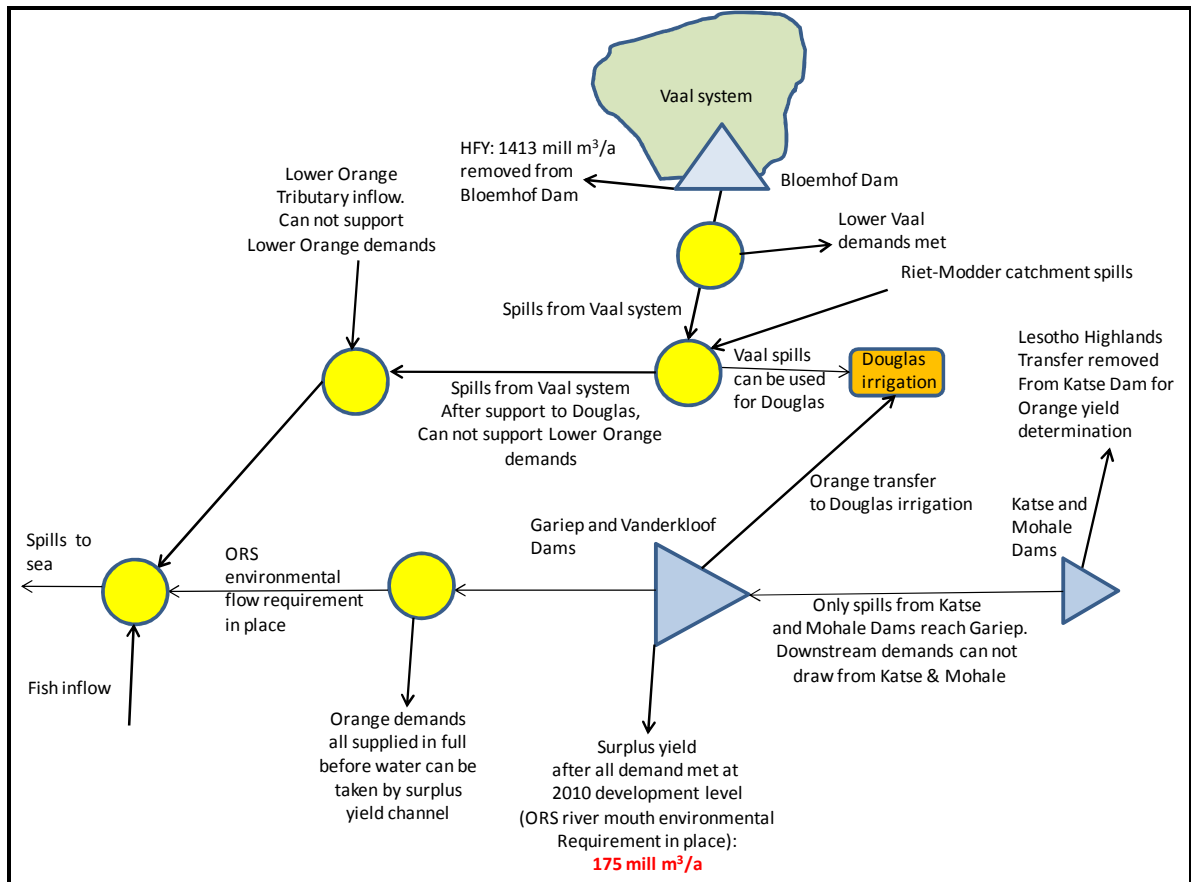 Vaal system
HFY: 1413 mill m³/a
removed from
Bloemhof Dam
Bloemhof Dam
Lower Orange
Tributary inflow.
Can not support
Lower Orange demands
Lower Vaal
demands met
Riet-Modder catchment spills
Spills from Vaal system
Vaal spills
can be used
for Douglas
Douglas
irrigation
Lesotho Highlands
Transfer removed
From Katse Dam for
Orange yield
determination
Spills from Vaal system
After support to Douglas,
Can not support Lower Orange
demands
Orange transfer
to Douglas irrigation
Katse and
Mohale
Dams
Gariep and Vanderkloof
Dams
Spills to
sea
ORS
environmental
flow requirement
in place
Only spills from Katse
and Mohale Dams reach Gariep.
Downstream demands can not
draw from Katse & Mohale
Fish inflow
Orange demands
all supplied in full
before water can be
taken by surplus
yield channel
Surplus yield
after all demand met at
2010 development level
(ORS river mouth environmental
Requirement in place):
175 mill m³/a